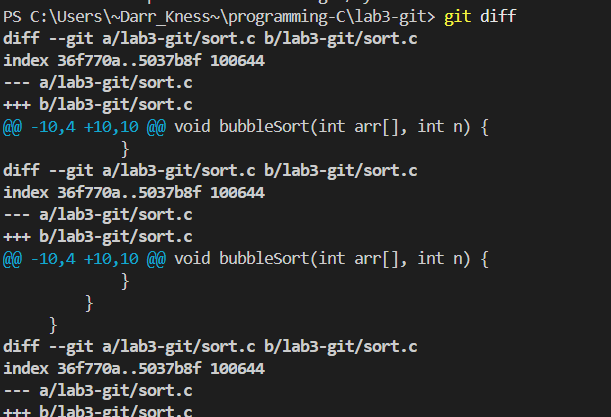 PS C:\Users\~Darr_Kness~\programming-C\lab3-git> git diff
diff --git a/lab3-git/sort.c b/lab3-git/sort.c
index 36f770a..5037b8f 100644
--- a/lab3-git/sort.c
+++ b/lab3-git/sort.c
@@ -10,4 +10,10 @@ void bubbleSort(int arr[], int n) {
             }
diff --git a/lab3-git/sort.c b/lab3-git/sort.c
index 36f770a..5037b8f 100644
--- a/lab3-git/sort.c
+++ b/lab3-git/sort.c
@@ -10,4 +10,10 @@ void bubbleSort(int arr[], int n) {
             }
         }
     }
diff --git a/lab3-git/sort.c b/lab3-git/sort.c
index 36f770a..5037b8f 100644
--- a/lab3-git/sort.c
+++ b/lab3-git/sort.c